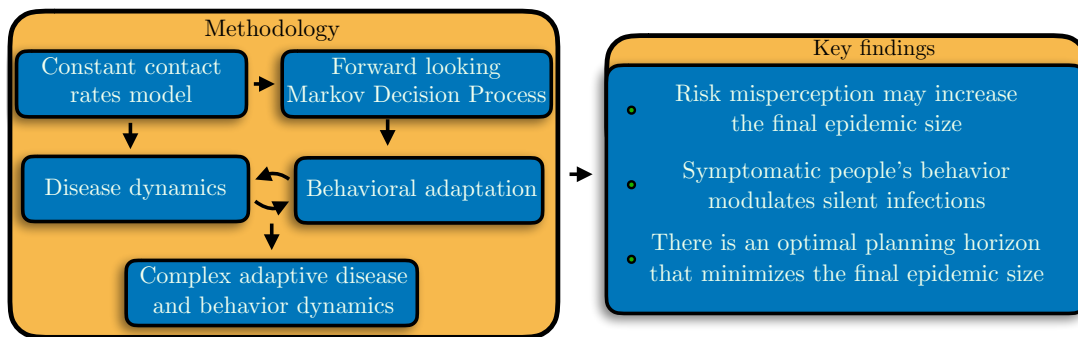 Methodology
Constant contact
rates model
Forward looking
Markov Decision Process
Disease dynamics
Behavioral adaptation
Complex adaptive disease
and behavior dynamics
Key findings
Risk misperception may increase
the final epidemic size
Symptomatic people's behavior
modulates silent infections
There is an optimal planning horizon
that minimizes the final epidemic size